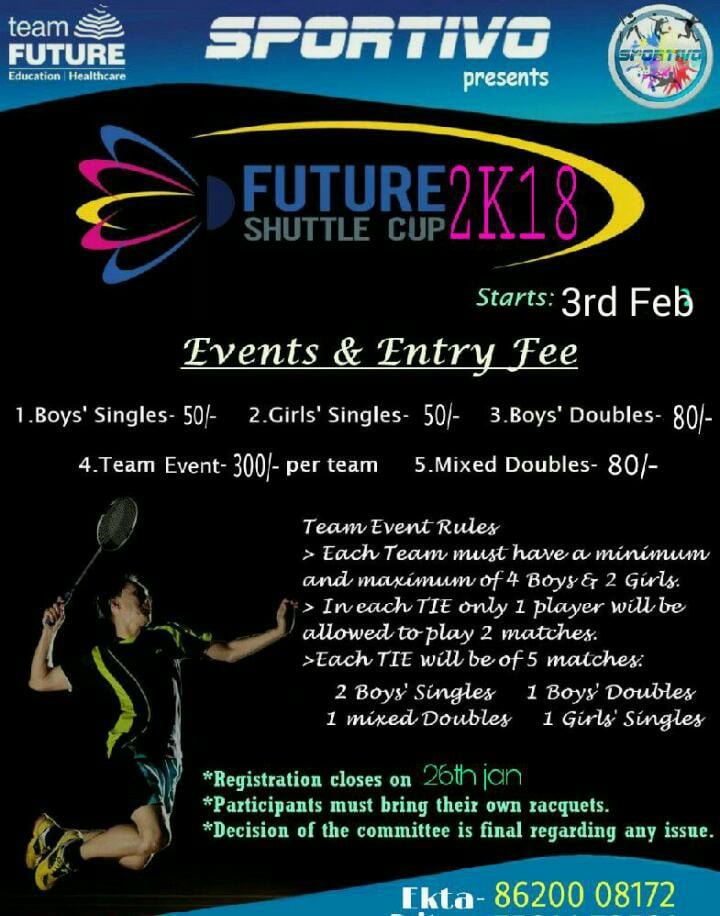 team
FUTURE
Education | Healthcare
SPORTIVO
presents
SPORTIVO
FUTURE 2K18
SHUTTLE CUP
Starts: 3rd Feb
Events & Entry Fee
1.Boys' Singles- 50/- 2.Girls' Singles- 50/- 3.Boys' Doubles- 80/-
4.Team Event- 300/- per team 5.Mixed Doubles- 80/-
Team Event Rules
> Each Team must have a minimum
and maximum of 4 Boys & 2 Girls.
> In each TIE only 1 player will be
allowed to play 2 matches.
>Each TIE will be of 5 matches:
2 Boys' Singles 1 Boys' Doubles
1 mixed Doubles 1 Girls' Singles
*Registration closes on 26th jan
*Participants must bring their own racquets.
*Decision of the committee is final regarding any issue.
Ekta- 86200 08172